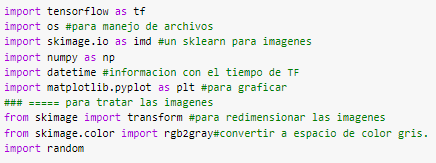 import tensorflow as tf
import os #para manejo de archivos
import skimage.io as imd #un sklearn para imagenes
import numpy as np
import datetime #informacion con el tiempo de TF
import matplotlib.pyplot as plt #para graficar
### ===== para tratar las imagenes
from skimage import transform #para redimensionar las imagenes
from skimage.color import rgb2gray#convertir a espacio de color gris.
import random